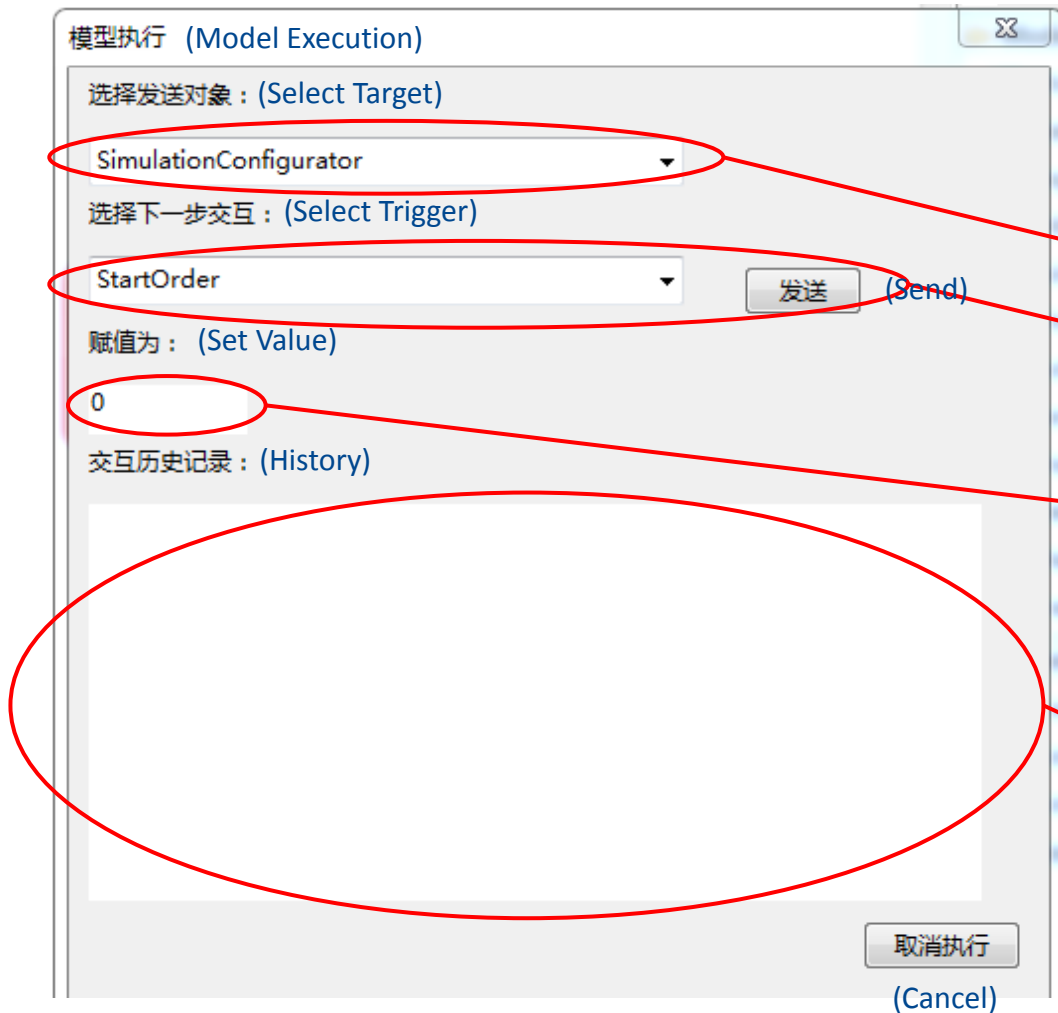 模型执行 (Model Execution)
选择发送对象：(Select Target)
SimulationConfigurator
选择下一步交互：(Select Trigger)
StartOrder
发送 (Send)
赋值为： (Set Value)
0
交互历史记录：(History)
取消执行
(Cancel)